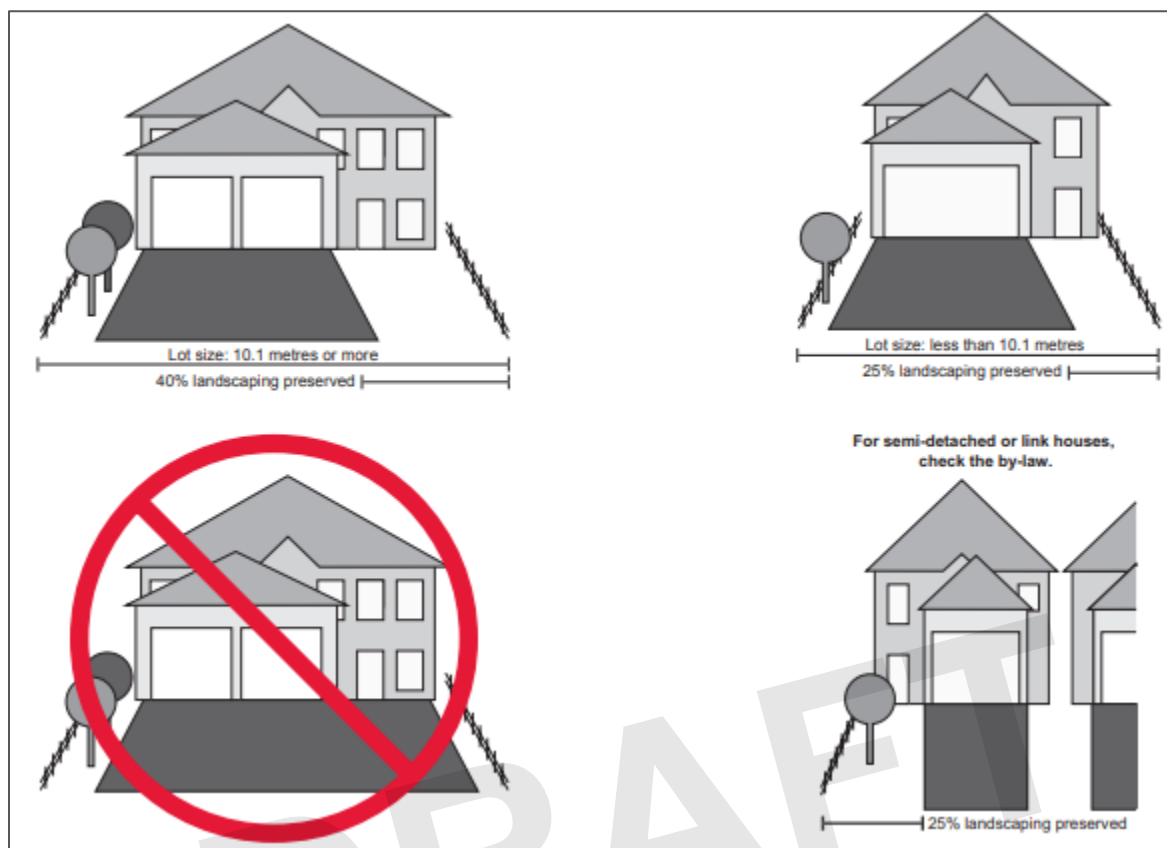 Lot size: 10.1 metres or more
40% landscaping preserved
Lot size: less than 10.1 metres
25% landscaping preserved
For semi-detached or link houses,
check the by-law.
25% landscaping preserved
DRAFT